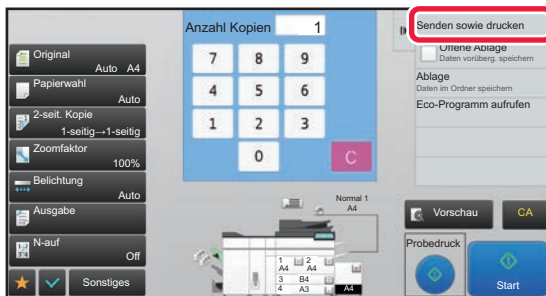 Anzahl Kopien 1
Original
Auto A4
Papierwahl
Auto
2-seit. Kopie
1-seitig→1-seitig
Zoomfaktor
100%
Belichtung
Auto
Ausgabe
N-auf
Off
Sonstiges
7 8 9
4 5 6
1 2 3
0 C
Normal 1
A4
1 2
A4 A4
3 B4
4 A3 A4
Senden sowie drucken
Offene Ablage
Daten vorüberg. speichern
Ablage
Daten im Ordner speichern
Eco-Programm aufrufen
Vorschau CA
Probedruck
Start